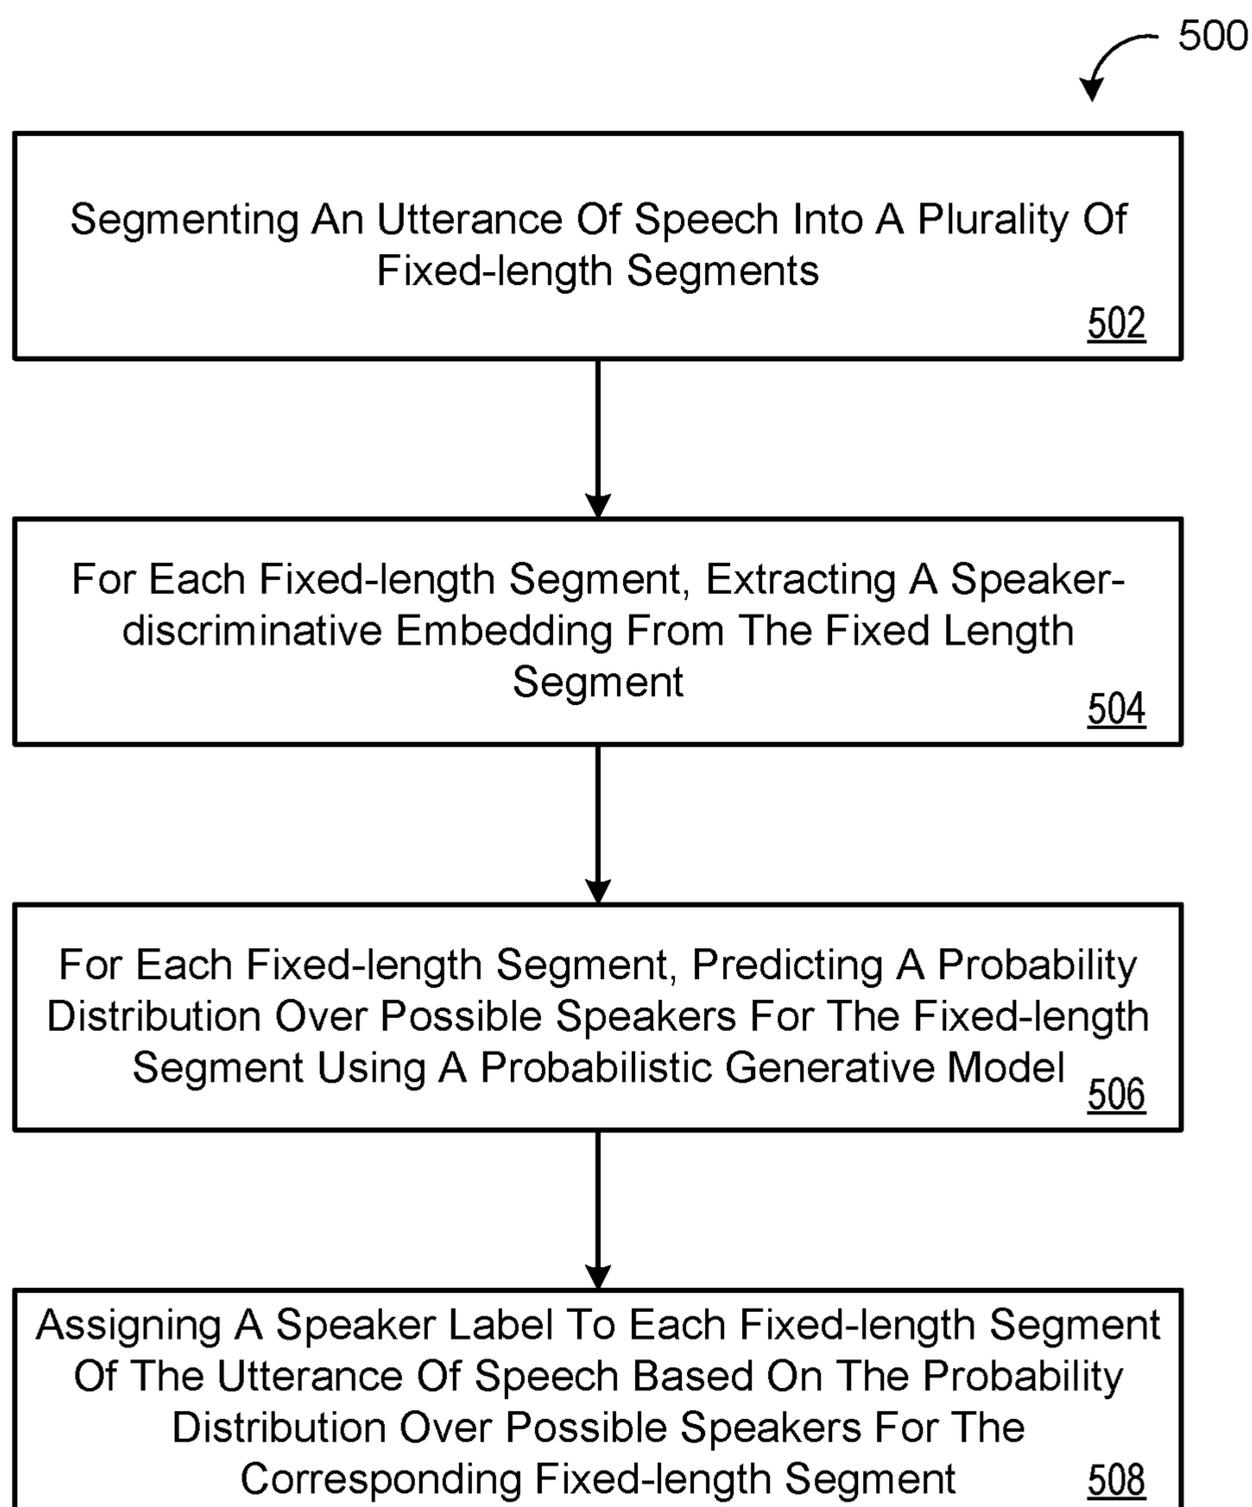 500
Segmenting An Utterance Of Speech Into A Plurality Of
Fixed-length Segments
502
For Each Fixed-length Segment, Extracting A Speaker-
discriminative Embedding From The Fixed Length
Segment
504
For Each Fixed-length Segment, Predicting A Probability
Distribution Over Possible Speakers For The Fixed-length
Segment Using A Probabilistic Generative Model
506
Assigning A Speaker Label To Each Fixed-length Segment
Of The Utterance Of Speech Based On The Probability
Distribution Over Possible Speakers For The
Corresponding Fixed-length Segment
508